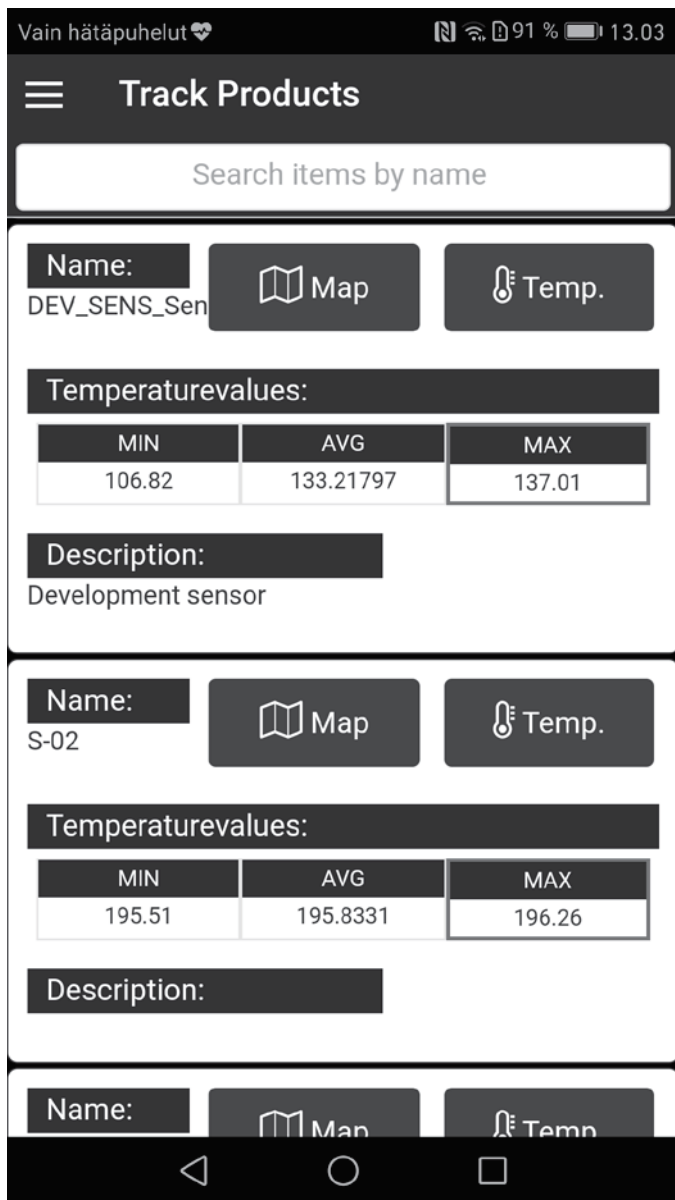 Vain hätäpuhelut 91 % 13.03
Track Products
Search items by name
Name:
DEV_SENS_Sen
Map
Temp.
Temperaturevalues:
MIN AVG MAX
106.82 133.21797 137.01
Description:
Development sensor
Name:
S-02
Map
Temp.
Temperaturevalues:
MIN AVG MAX
195.51 195.8331 196.26
Description:
Name:
Map
Temp